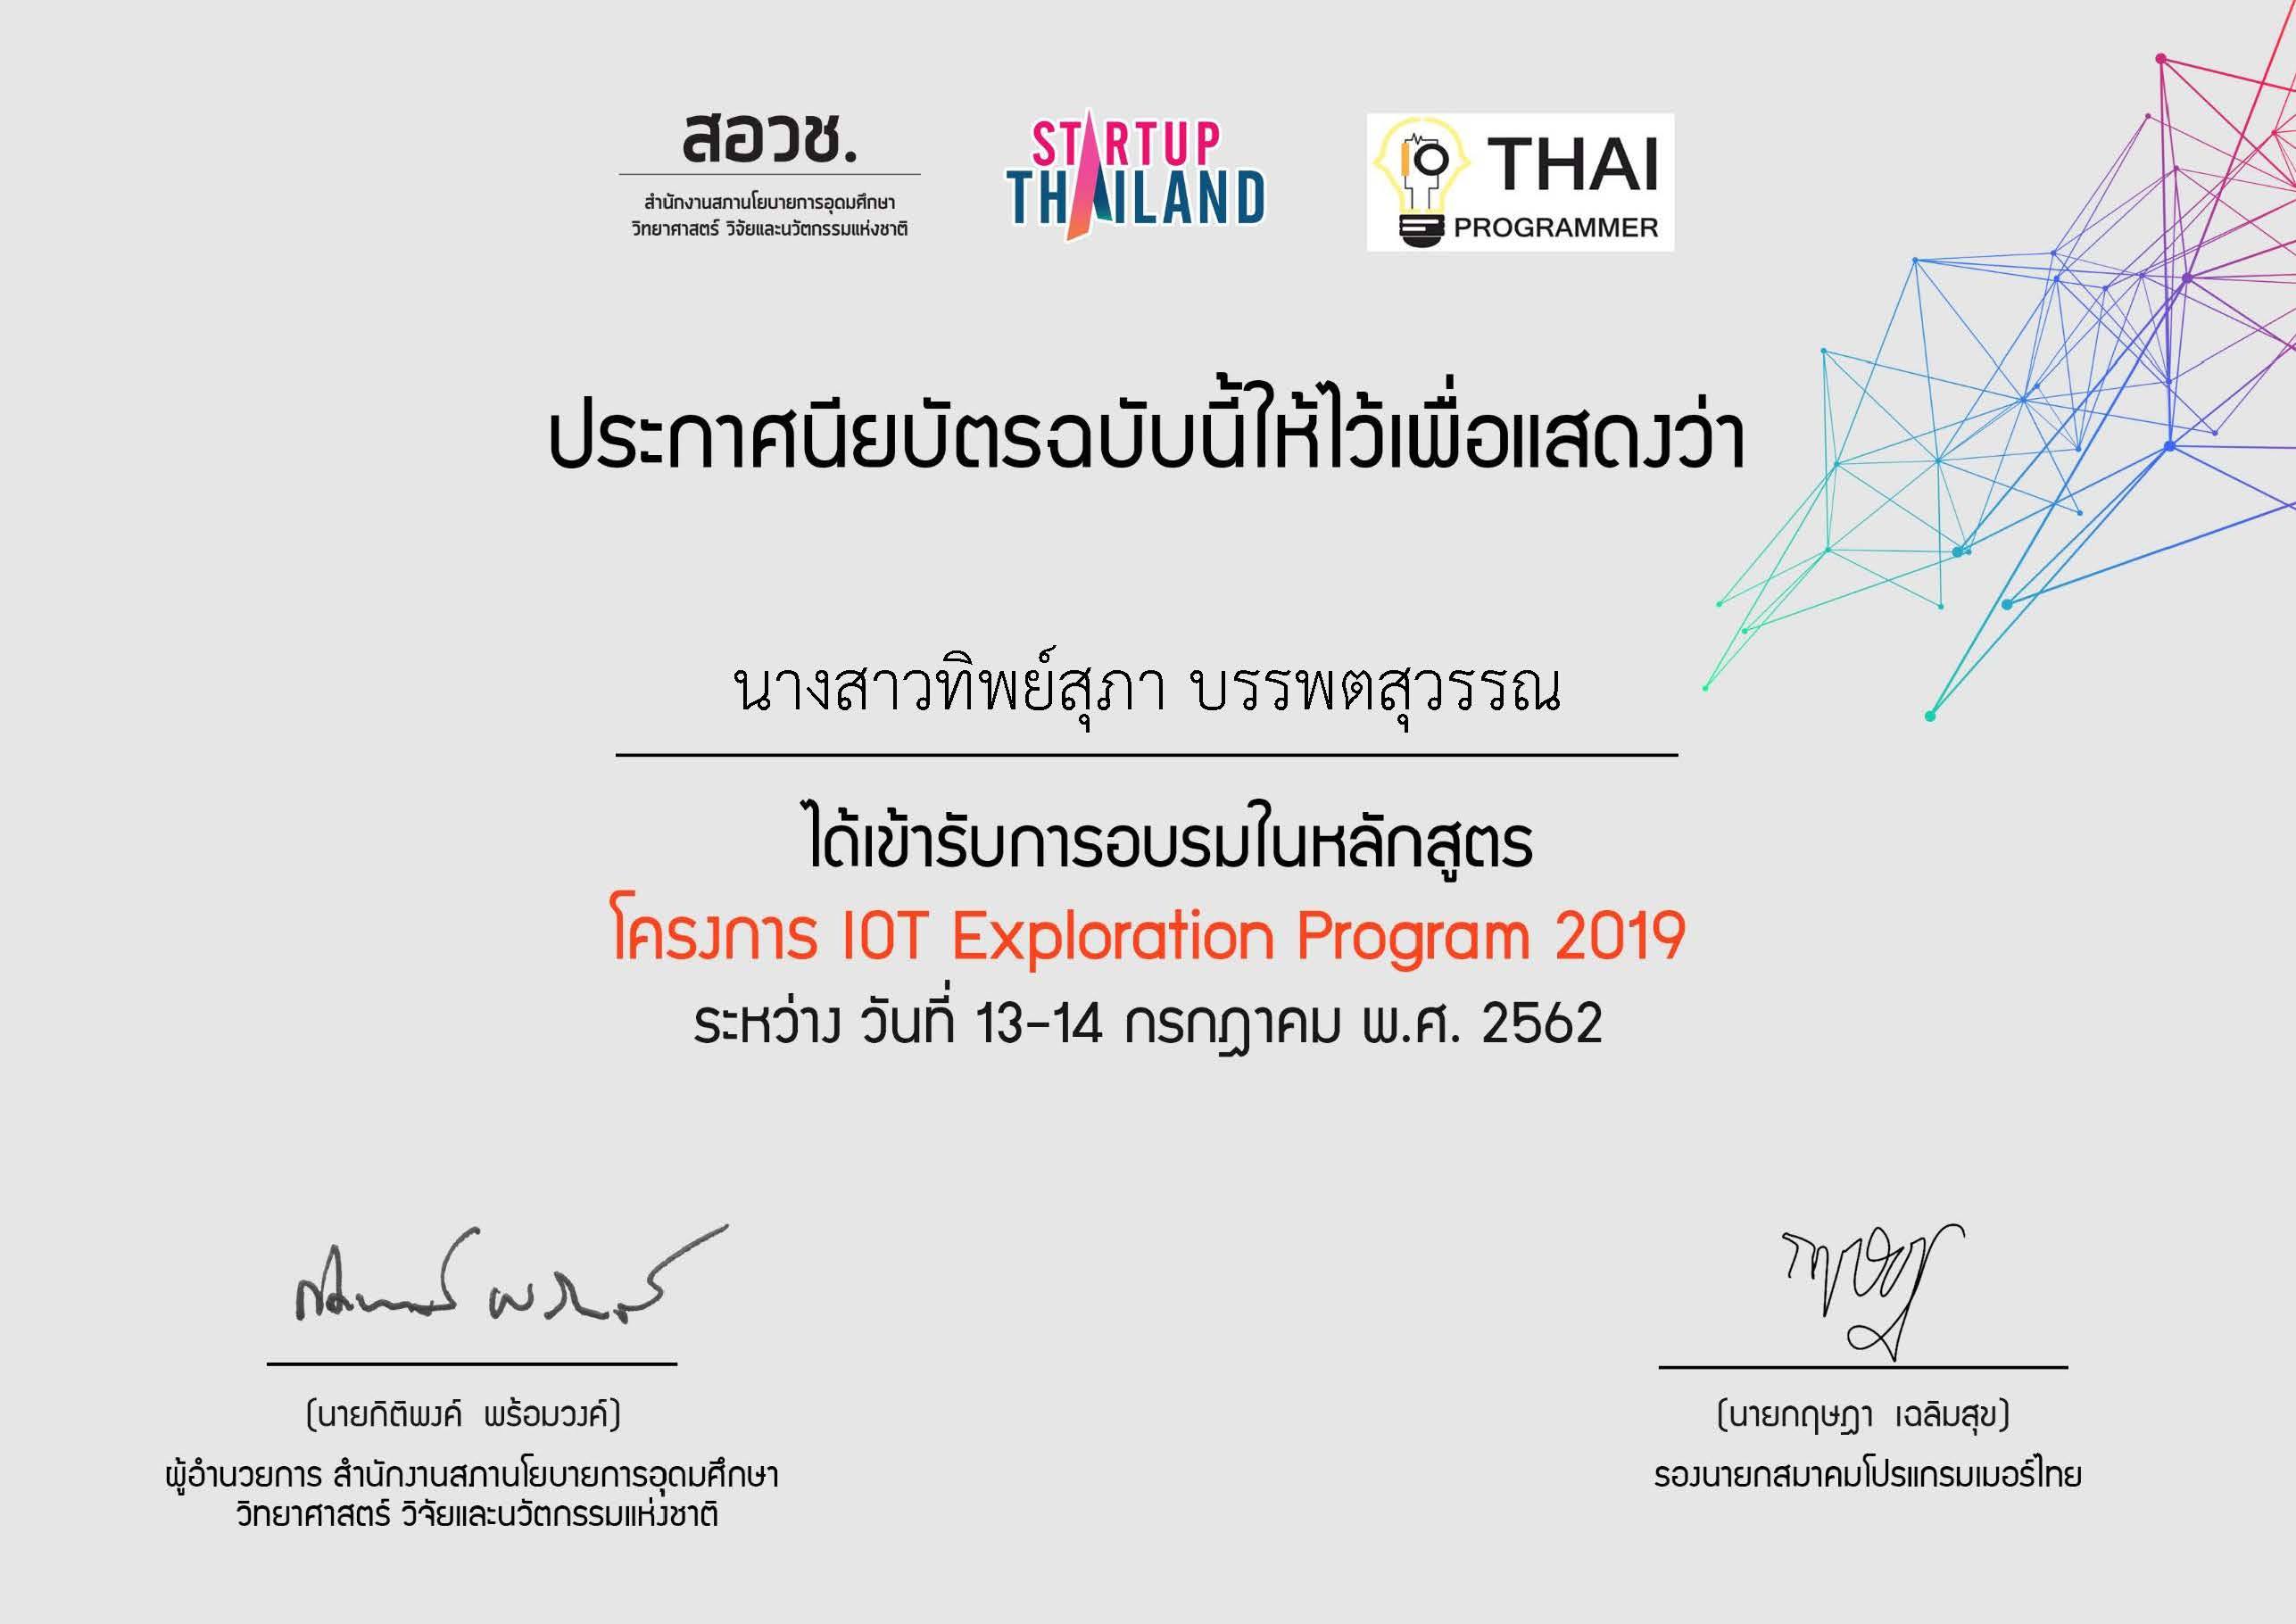 สอวช.
สำนักงานสภานโยบายการอุดมศึกษา
วิทยาศาสตร์ วิจัยและนวัตกรรมแห่งชาติ
STARTUP
THAILAND
THAI
PROGRAMMER
ประกาศนียบัตรฉบับนี้ให้ไว้เพื่อแสดงว่า
นางสาวทิพย์สุภา บรรพตสุวรรณ
ได้เข้ารับการอบรมในหลักสูตร
โครงการ IOT Exploration Program 2019
ระหว่าง วันที่ 13-14 กรกฎาคม พ.ศ. 2562
(นายกิติพงค์ พร้อมวงค์)
ผู้อำนวยการ สำนักงานสภานโยบายการอุดมศึกษา
วิทยาศาสตร์ วิจัยและนวัตกรรมแห่งชาติ
(นายกฤษฎา เฉลิมสุข)
รองนายกสมาคมโปรแกรมเมอร์ไทย